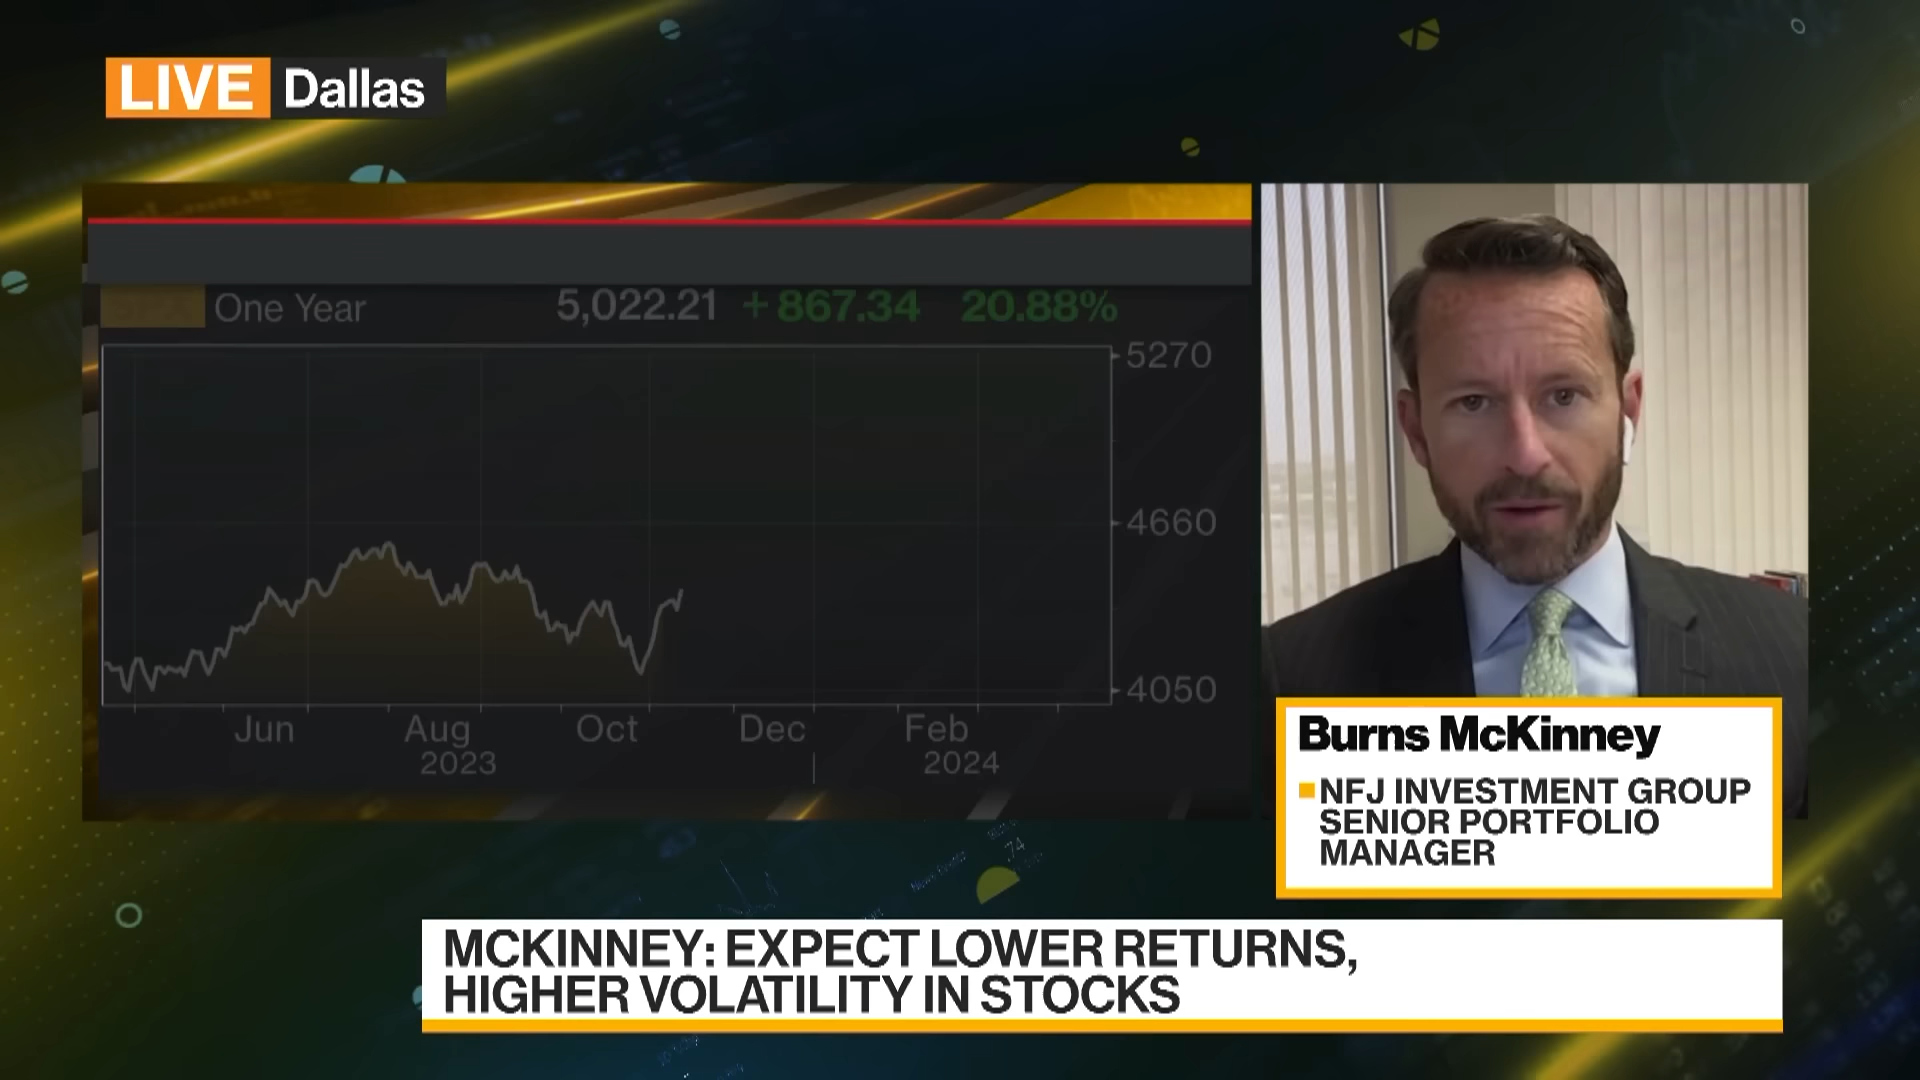 LIVE Dallas
One Year 5,022.21 +867.34 20.88%
5270
4660
4050
Jun Aug Oct Dec Feb
2023 2024
Burns McKinney
NFJ INVESTMENT GROUP
SENIOR PORTFOLIO
MANAGER
74
MCKINNEY: EXPECT LOWER RETURNS,
HIGHER VOLATILITY IN STOCKS